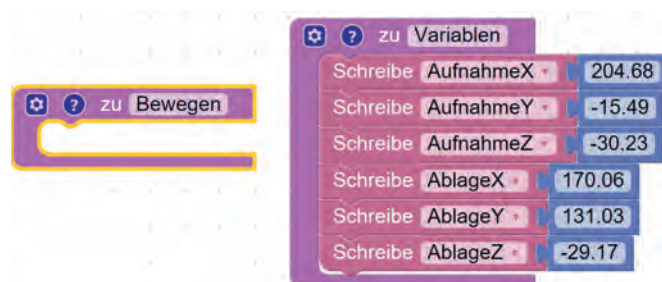 ? zu Bewegen
? zu Variablen
Schreibe AufnahmeX 204.68
Schreibe AufnahmeY -15.49
Schreibe AufnahmeZ -30.23
Schreibe AblageX 170.06
Schreibe AblageY 131.03
Schreibe AblageZ -29.17